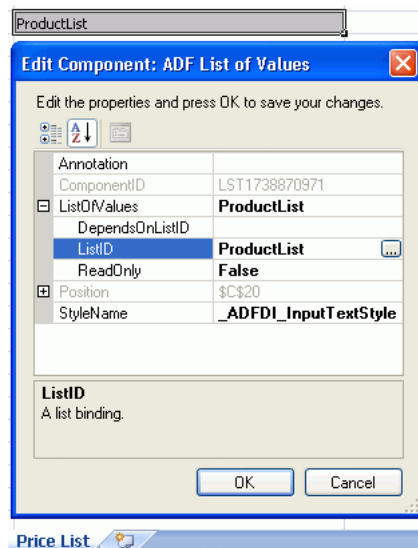 ProductList
Edit Component: ADF List of Values
Edit the properties and press OK to save your changes.
Annotation
ComponentID LST1738870971
ListOfValues ProductList
DependsOnListID
ListID ProductList ...
ReadOnly False
Position $C$20
StyleName _ADFDI_InputTextStyle
ListID
A list binding.
OK Cancel
Price List